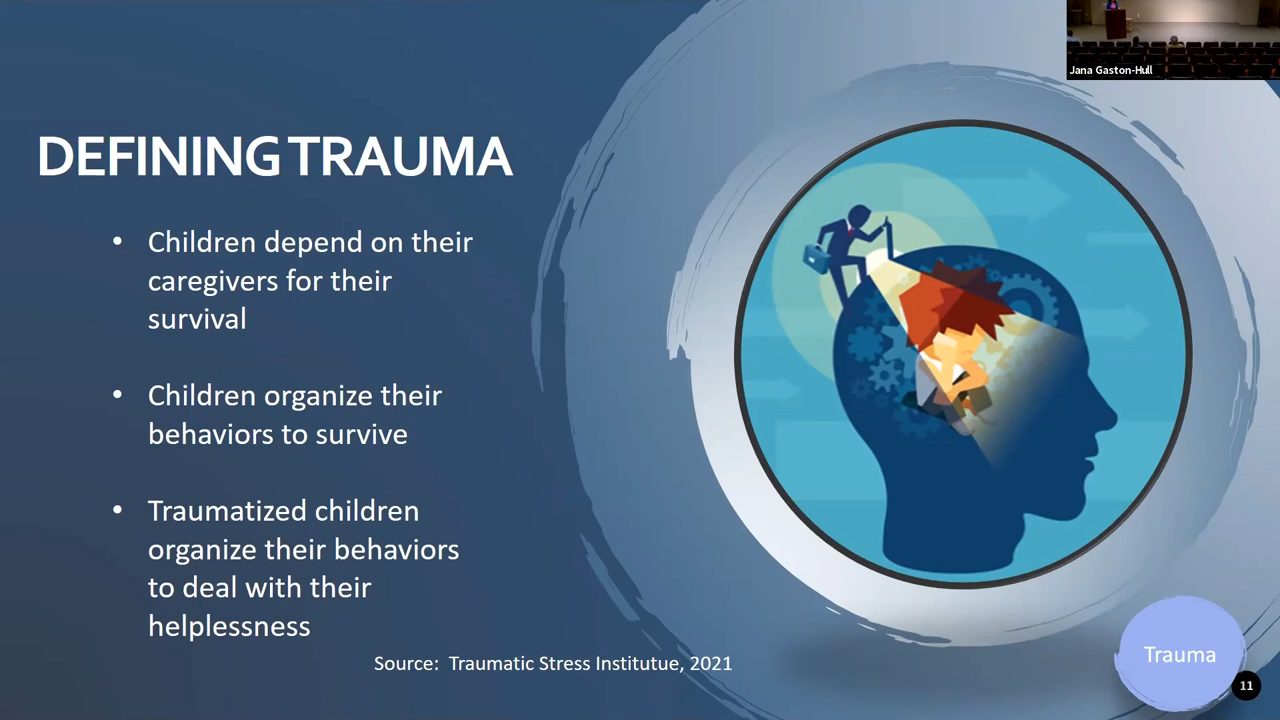 Jana Gaston-Hull
DEFINING TRAUMA
• Children depend on their
caregivers for their
survival
• Children organize their
behaviors to survive
• Traumatized children
organize their behaviors
to deal with their
helplessness
Source: Traumatic Stress Institutue, 2021
Trauma
11